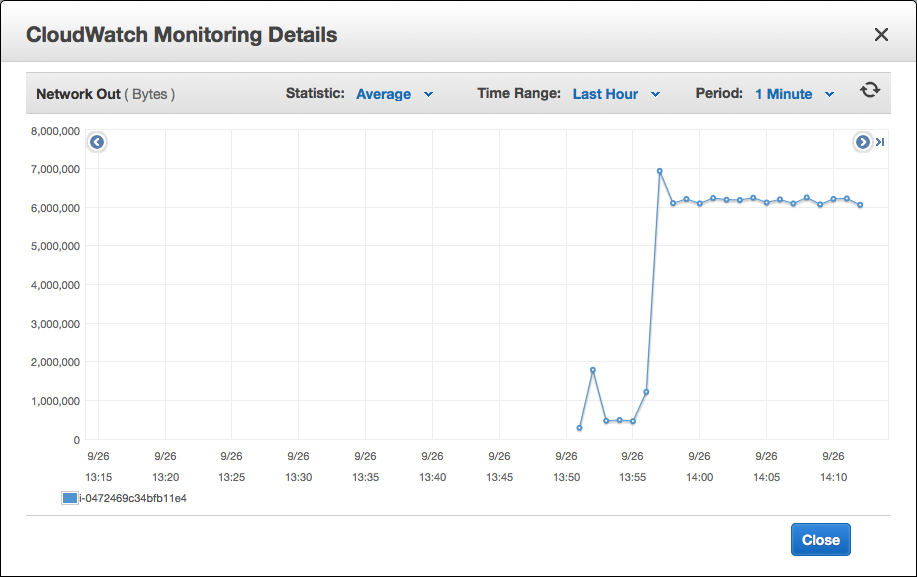 CloudWatch Monitoring Details
Network Out ( Bytes ) Statistic: Average Time Range: Last Hour Period: 1 Minute
8,000,000
7,000,000
6,000,000
5,000,000
4,000,000
3,000,000
2,000,000
1,000,000
0
9/26 9/26 9/26 9/26 9/26 9/26 9/26 9/26 9/26 9/26 9/26 9/26
13:15 13:20 13:25 13:30 13:35 13:40 13:45 13:50 13:55 14:00 14:05 14:10
i-0472469c34bfb11e4
Close